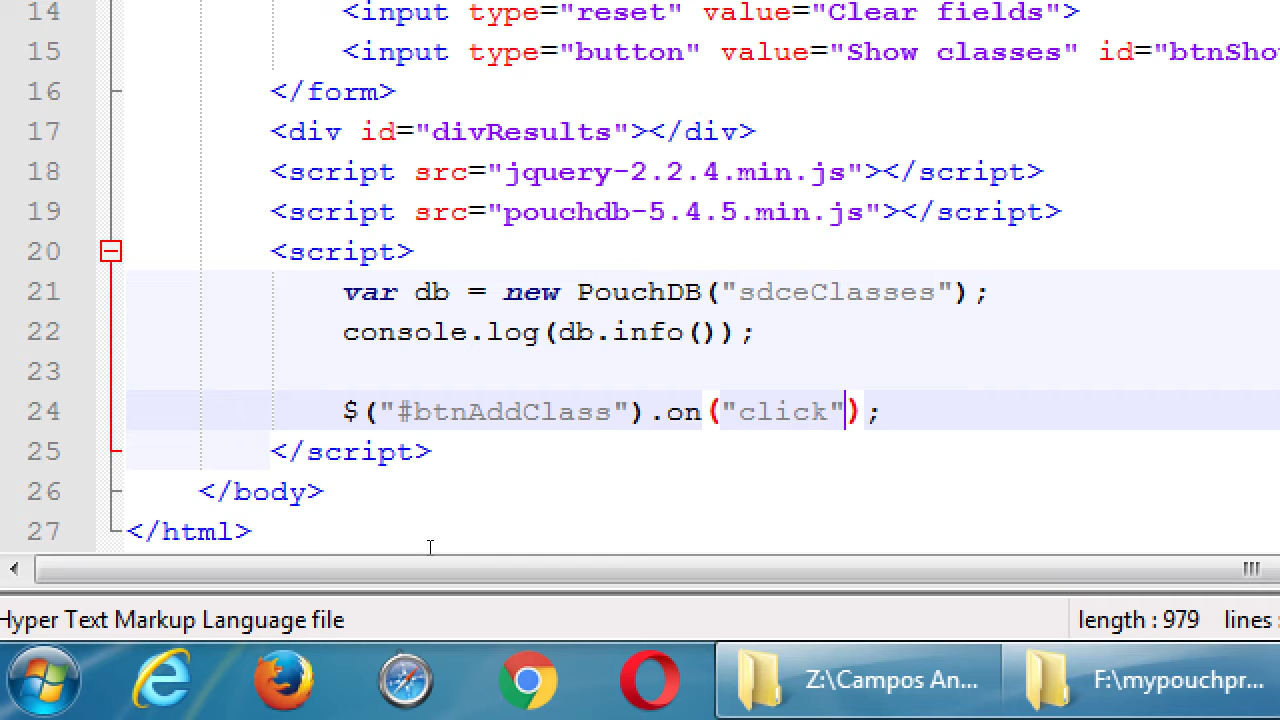 14 <input type="reset" value="Clear fields">
15 <input type="button" value="Show classes" id="btnSho
16 </form>
17 <div id="divResults"></div>
18 <script src="jquery-2.2.4.min.js"></script>
19 <script src="pouchdb-5.4.5.min.js"></script>
20 <script>
21 var db = new PouchDB("sdceClasses");
22 console.log(db.info());
23
24 $("#btnAddClass").on("click");
25 </script>
26 </body>
27 </html>
Hyper Text Markup Language file length : 979 lines :
Z:\Campos An... F:\mypouchpr...